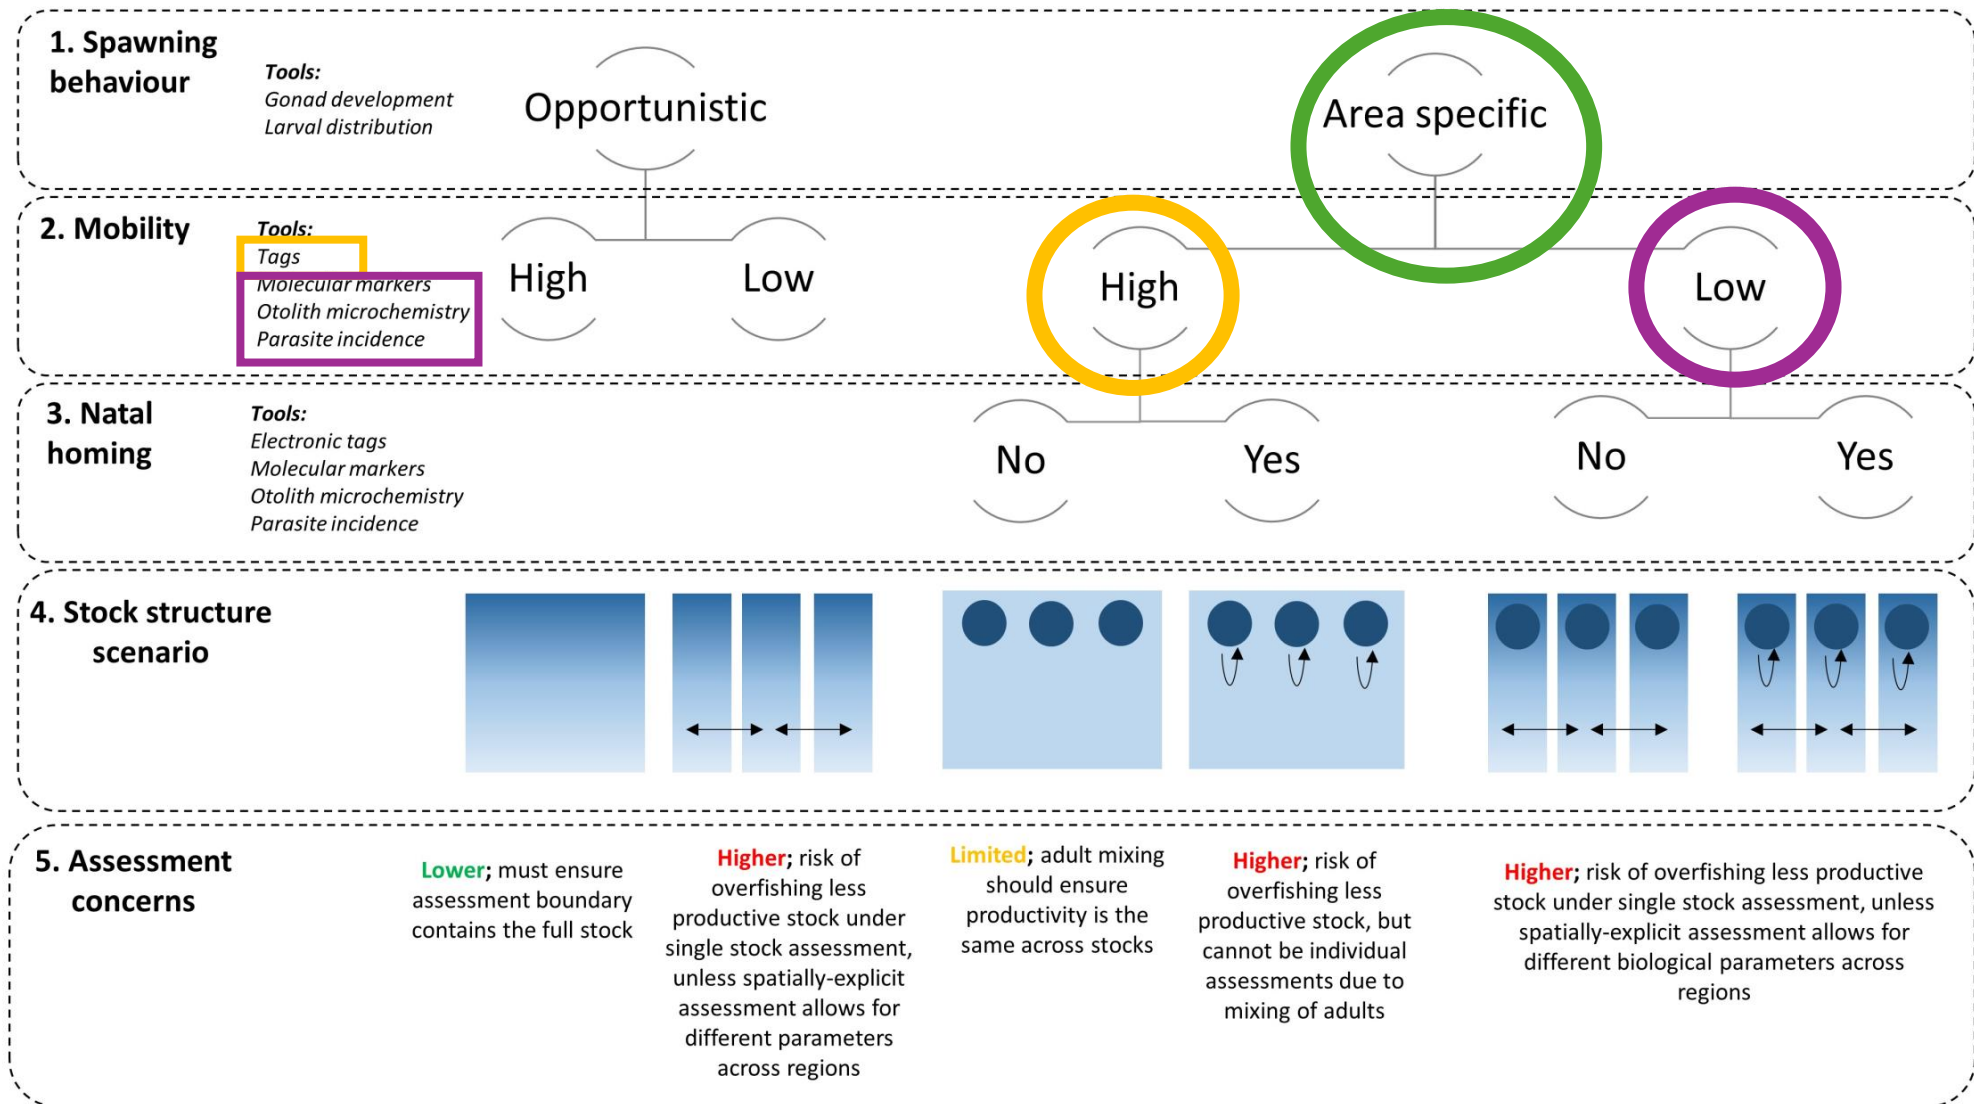 1. Spawning
behaviour
Tools:
Gonad development
Larval distribution
Opportunistic
Area specific
2. Mobility
Tools:
Tags
Molecular markers
Otolith microchemistry
Parasite incidence
High
Low
High
Low
3. Natal
homing
Tools:
Electronic tags
Molecular markers
Otolith microchemistry
Parasite incidence
No
Yes
No
Yes
4. Stock structure
scenario
5. Assessment
concerns
Lower; must ensure
assessment boundary
contains the full stock
Higher; risk of
overfishing less
productive stock under
single stock assessment,
unless spatially-explicit
assessment allows for
different parameters
across regions
Limited; adult mixing
should ensure
productivity is the
same across stocks
Higher; risk of
overfishing less
productive stock, but
cannot be individual
assessments due to
mixing of adults
Higher; risk of overfishing less productive
stock under single stock assessment, unless
spatially-explicit assessment allows for
different biological parameters across
regions